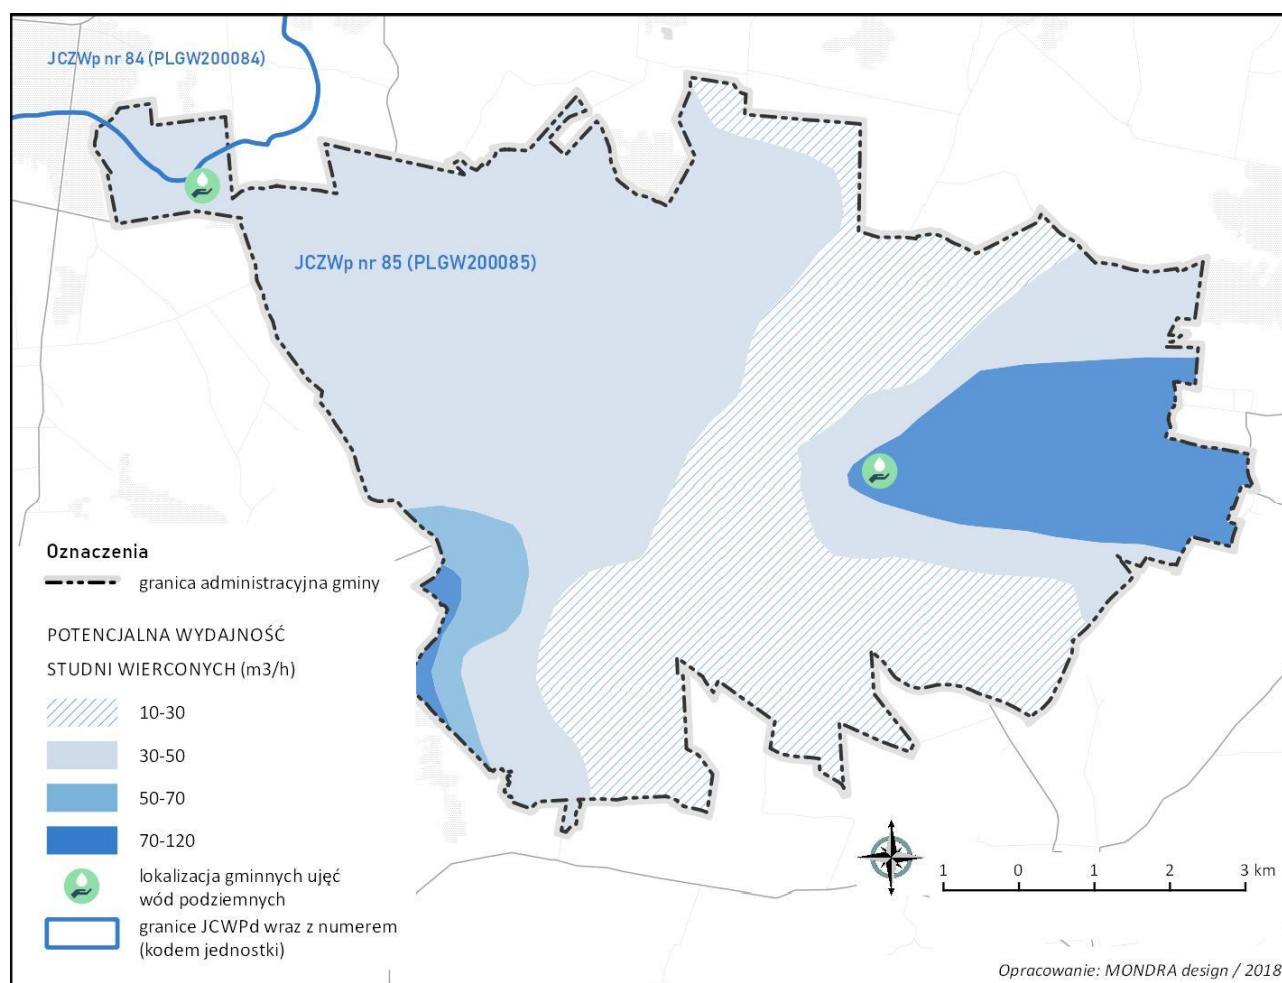 JCZWp nr 84 (PLGW200084)
JCZWp nr 85 (PLGW200085)
Oznaczenia
granica administracyjna gminy
POTENCJALNA WYDAJNOŚĆ
STUDNI WIERCONYCH (m3/h)
10-30
30-50
50-70
70-120
lokalizacja gminnych ujęć
wód podziemnych
granice JCWPd wraz z numerem
(kodem jednostki)
1 0 1 2 3 km
Opracowanie: MONDRA design / 2018